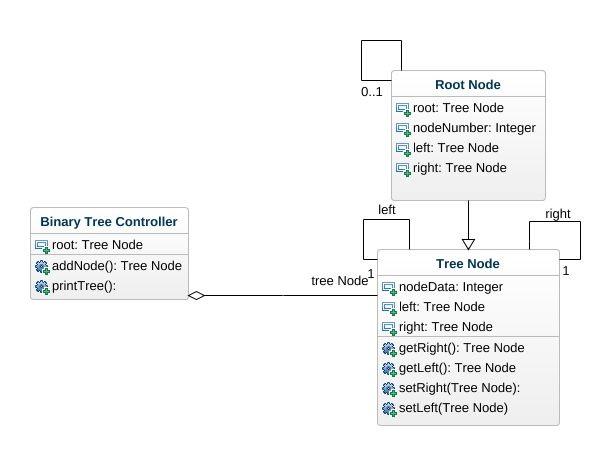 0..1
Root Node
root: Tree Node
nodeNumber: Integer
left: Tree Node
right: Tree Node
Binary Tree Controller
root: Tree Node
addNode(): Tree Node
printTree():
left
right
1
1
tree Node
Tree Node
nodeData: Integer
left: Tree Node
right: Tree Node
getRight(): Tree Node
getLeft(): Tree Node
setRight(Tree Node):
setLeft(Tree Node)